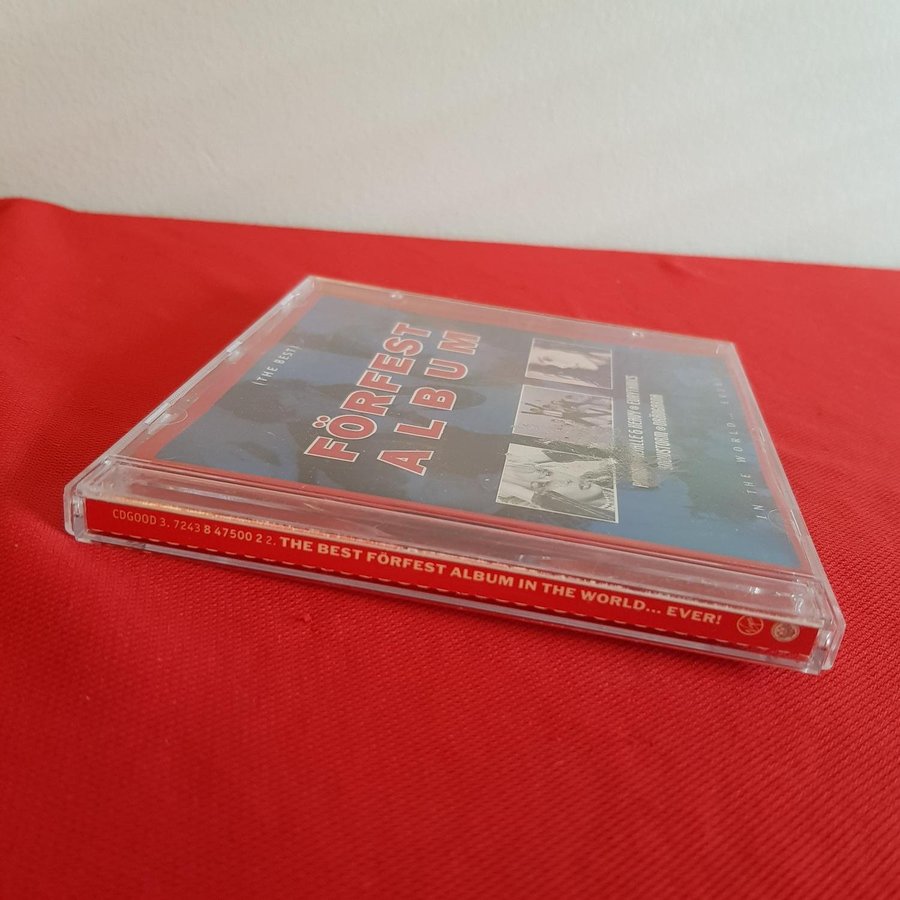 (THE BEST)
FÖRFEST
ALBUM
& EURYTHMICS
IN THE WORLD...
CDGOOD 3. 7243 8 47500 2 2. THE BEST FÖRFEST ALBUM IN THE WORLD... EVER!